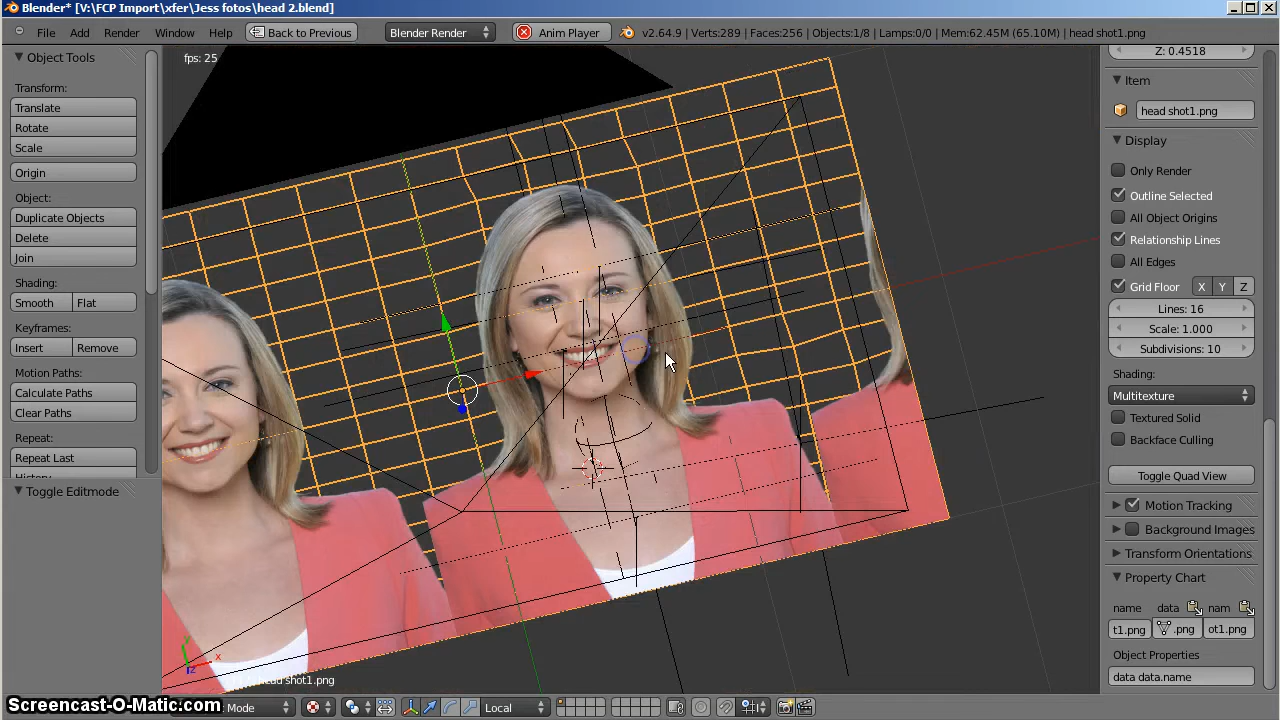 Blender* [V:\FCP Import\xfer\Jess fotos\head 2.blend]
File Add Render Window Help Back to Previous Blender Render Anim Player v2.64.9 | Verts:289 | Faces:256 | Objects:1/8 | Lamps:0/0 | Mem:62.45M (65.10M) | head shot1.png
Object Tools
Transform:
Translate
Rotate
Scale
Origin
Object:
Duplicate Objects
Delete
Join
Shading:
Smooth Flat
Keyframes:
Insert Remove
Motion Paths:
Calculate Paths
Clear Paths
Repeat:
Repeat Last
History
Toggle Editmode
fps: 25
head shot1.png
Z: 0.4518
Item
head shot1.png
Display
Only Render
Outline Selected
All Object Origins
Relationship Lines
All Edges
Grid Floor X Y Z
Lines: 16
Scale: 1.000
Subdivisions: 10
Shading:
Multitexture
Textured Solid
Backface Culling
Toggle Quad View
Motion Tracking
Background Images
Transform Orientations
Property Chart
name data nam
t1.png .png ot1.png
Object Properties
data data.name
y x z
Mode Local
Screencast-O-Matic.com